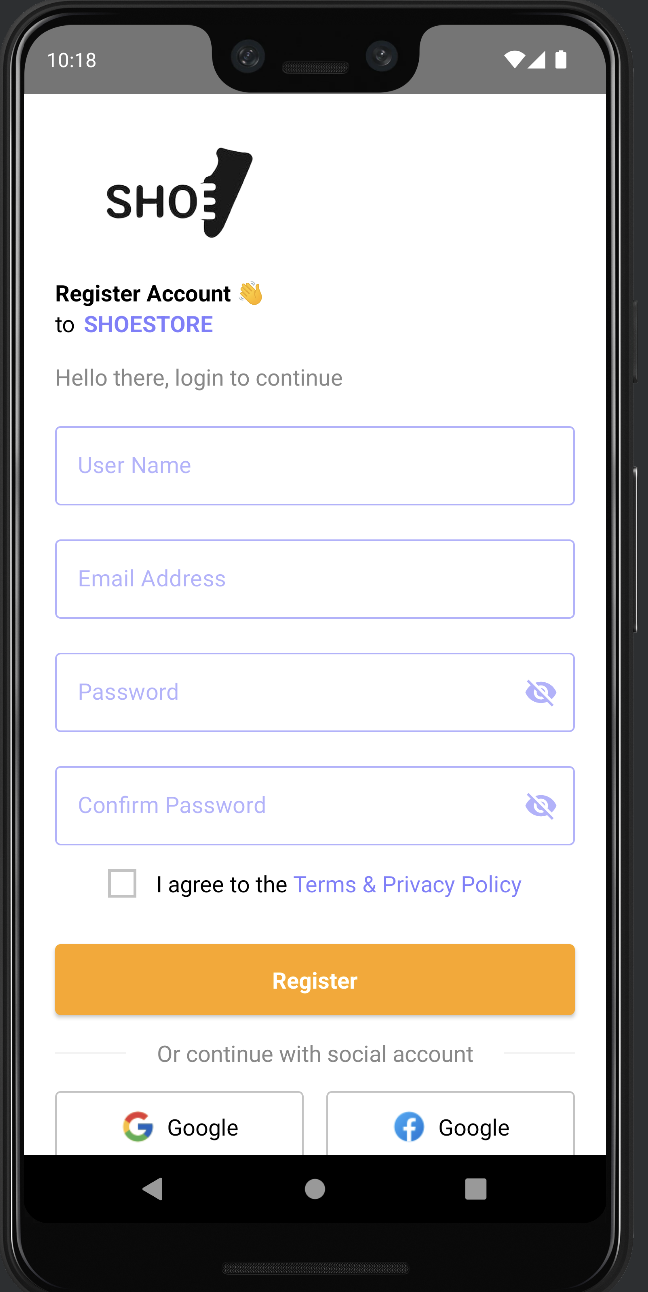 10:18
SHOE
Register Account 👋
to SHOESTORE
Hello there, login to continue
User Name
Email Address
Password
Confirm Password
I agree to the Terms & Privacy Policy
Register
Or continue with social account
Google Google